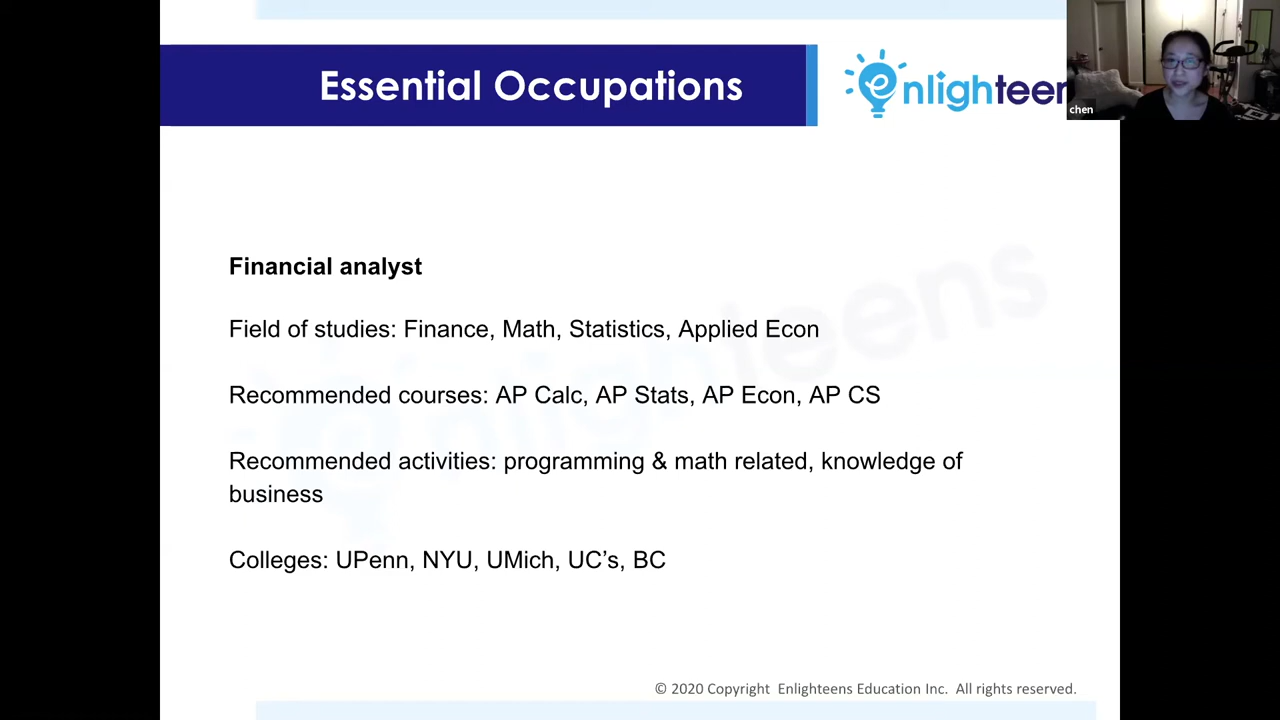 Essential Occupations
enlighteen
chen
Financial analyst
Field of studies: Finance, Math, Statistics, Applied Econ
Recommended courses: AP Calc, AP Stats, AP Econ, AP CS
Recommended activities: programming & math related, knowledge of
business
Colleges: UPenn, NYU, UMich, UC’s, BC
enlighteens
© 2020 Copyright Enlighteens Education Inc. All rights reserved.